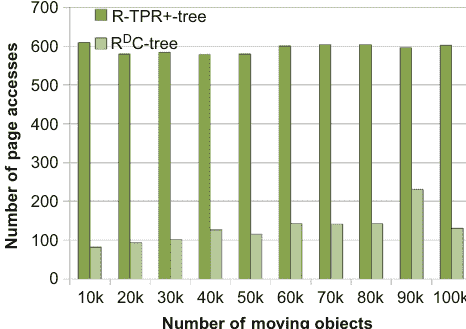 700
R-TPR+-tree
600
RDC-tree
500
400
300
200
100
0
Number of page accesses
10k 20k 30k 40k 50k 60k 70k 80k 90k 100k
Number of moving objects